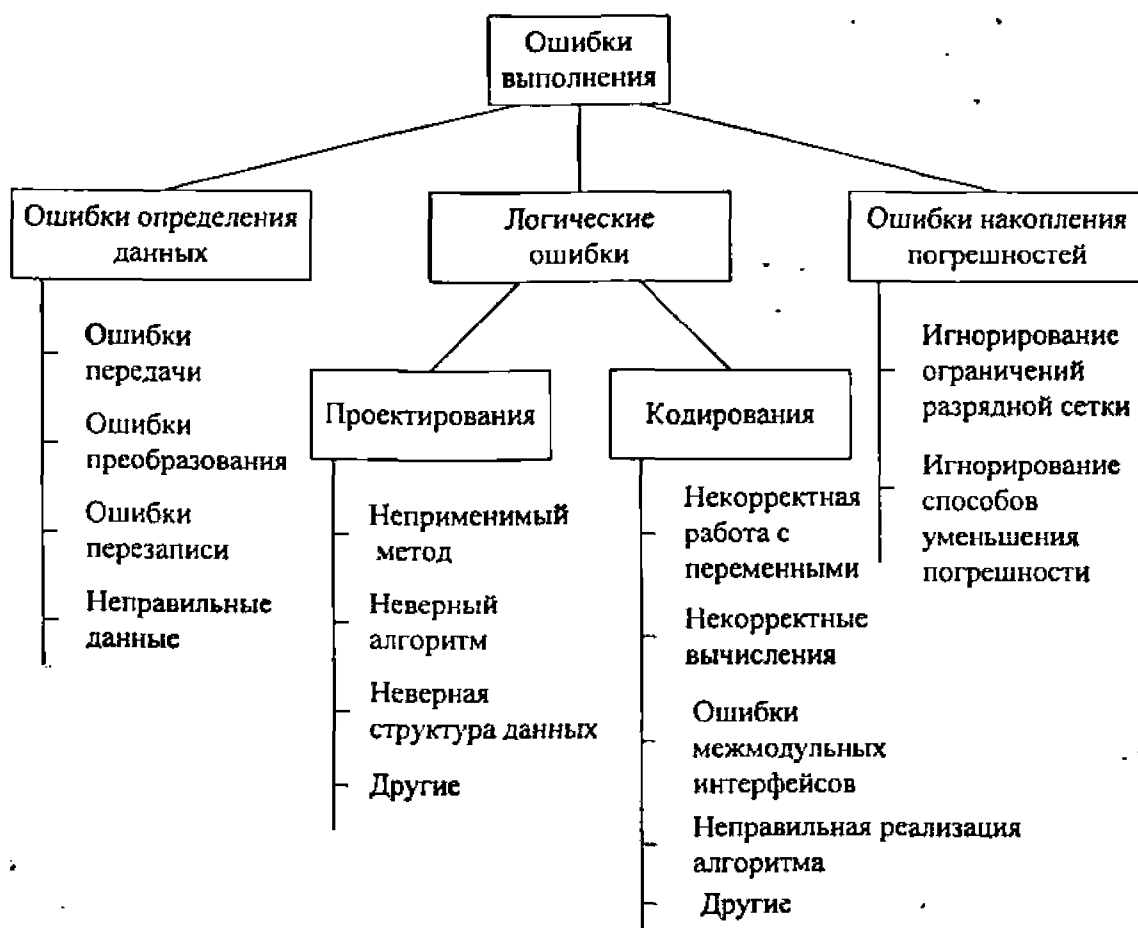 Ошибки
выполнения
Ошибки определения
данных
Логические
ошибки
Ошибки накопления
погрешностей
Ошибки
передачи
Ошибки
преобразования
Ошибки
перезаписи
Неправильные
данные
Проектирования
Неприменимый
метод
Неверный
алгоритм
Неверная
структура данных
Другие
Кодирования
Некорректная
работа с
переменными
Некорректные
вычисления
Ошибки
межмодульных
интерфейсов
Неправильная реализация
алгоритма
Другие
Игнорирование
ограничений
разрядной сетки
Игнорирование
способов
уменьшения
погрешности